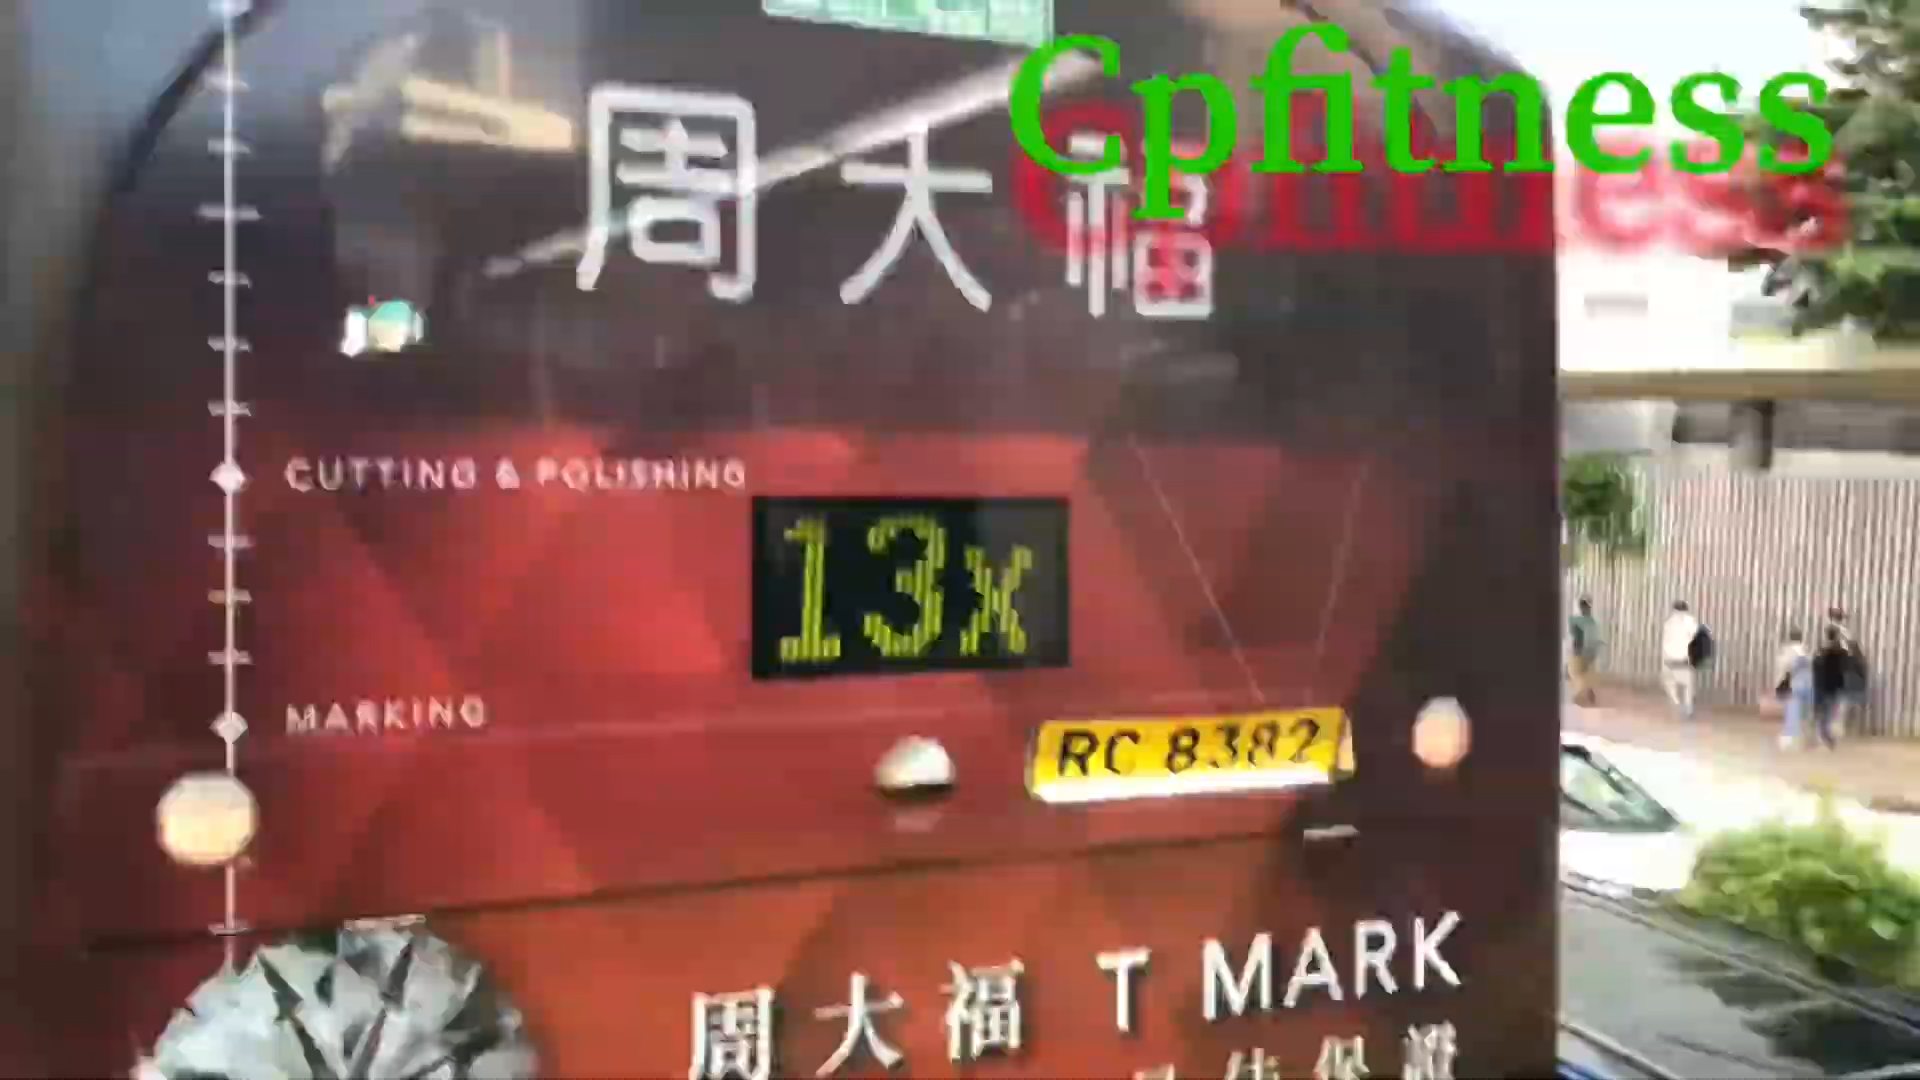 Cpfitness
周大福
CUTTING & POLISHING
13x
MARKING
RC 8382
周大福 T MARK